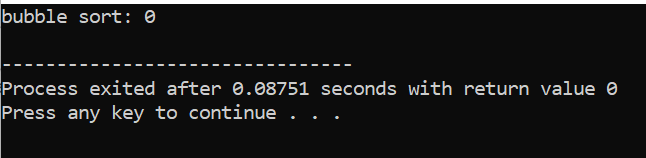 bubble sort: 0
--------------------------------
Process exited after 0.08751 seconds with return value 0
Press any key to continue . . .